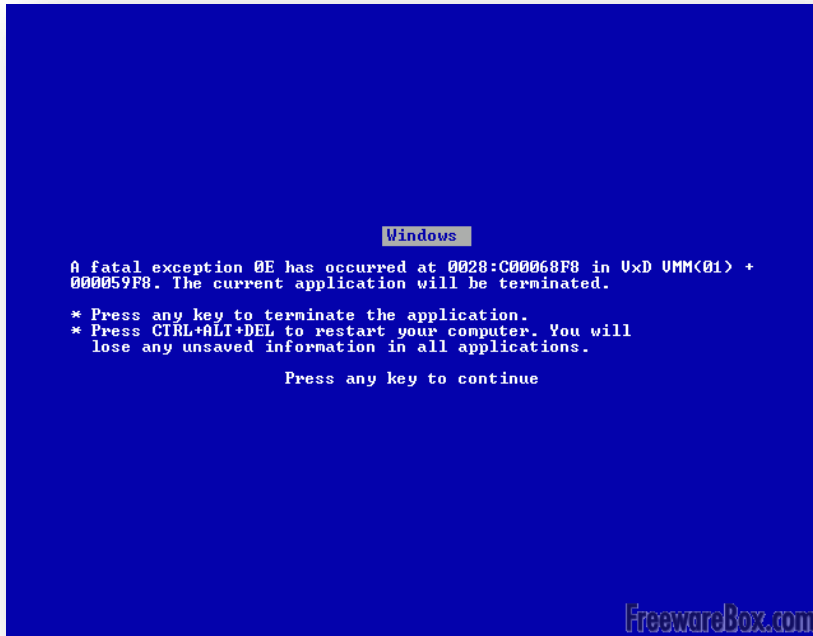 Windows
A fatal exception 0E has occurred at 0028:C00068F8 in VxD VMM(01) +
000059F8. The current application will be terminated.
* Press any key to terminate the application.
* Press CTRL+ALT+DEL to restart your computer. You will
lose any unsaved information in all applications.
Press any key to continue
FreewareBox.com